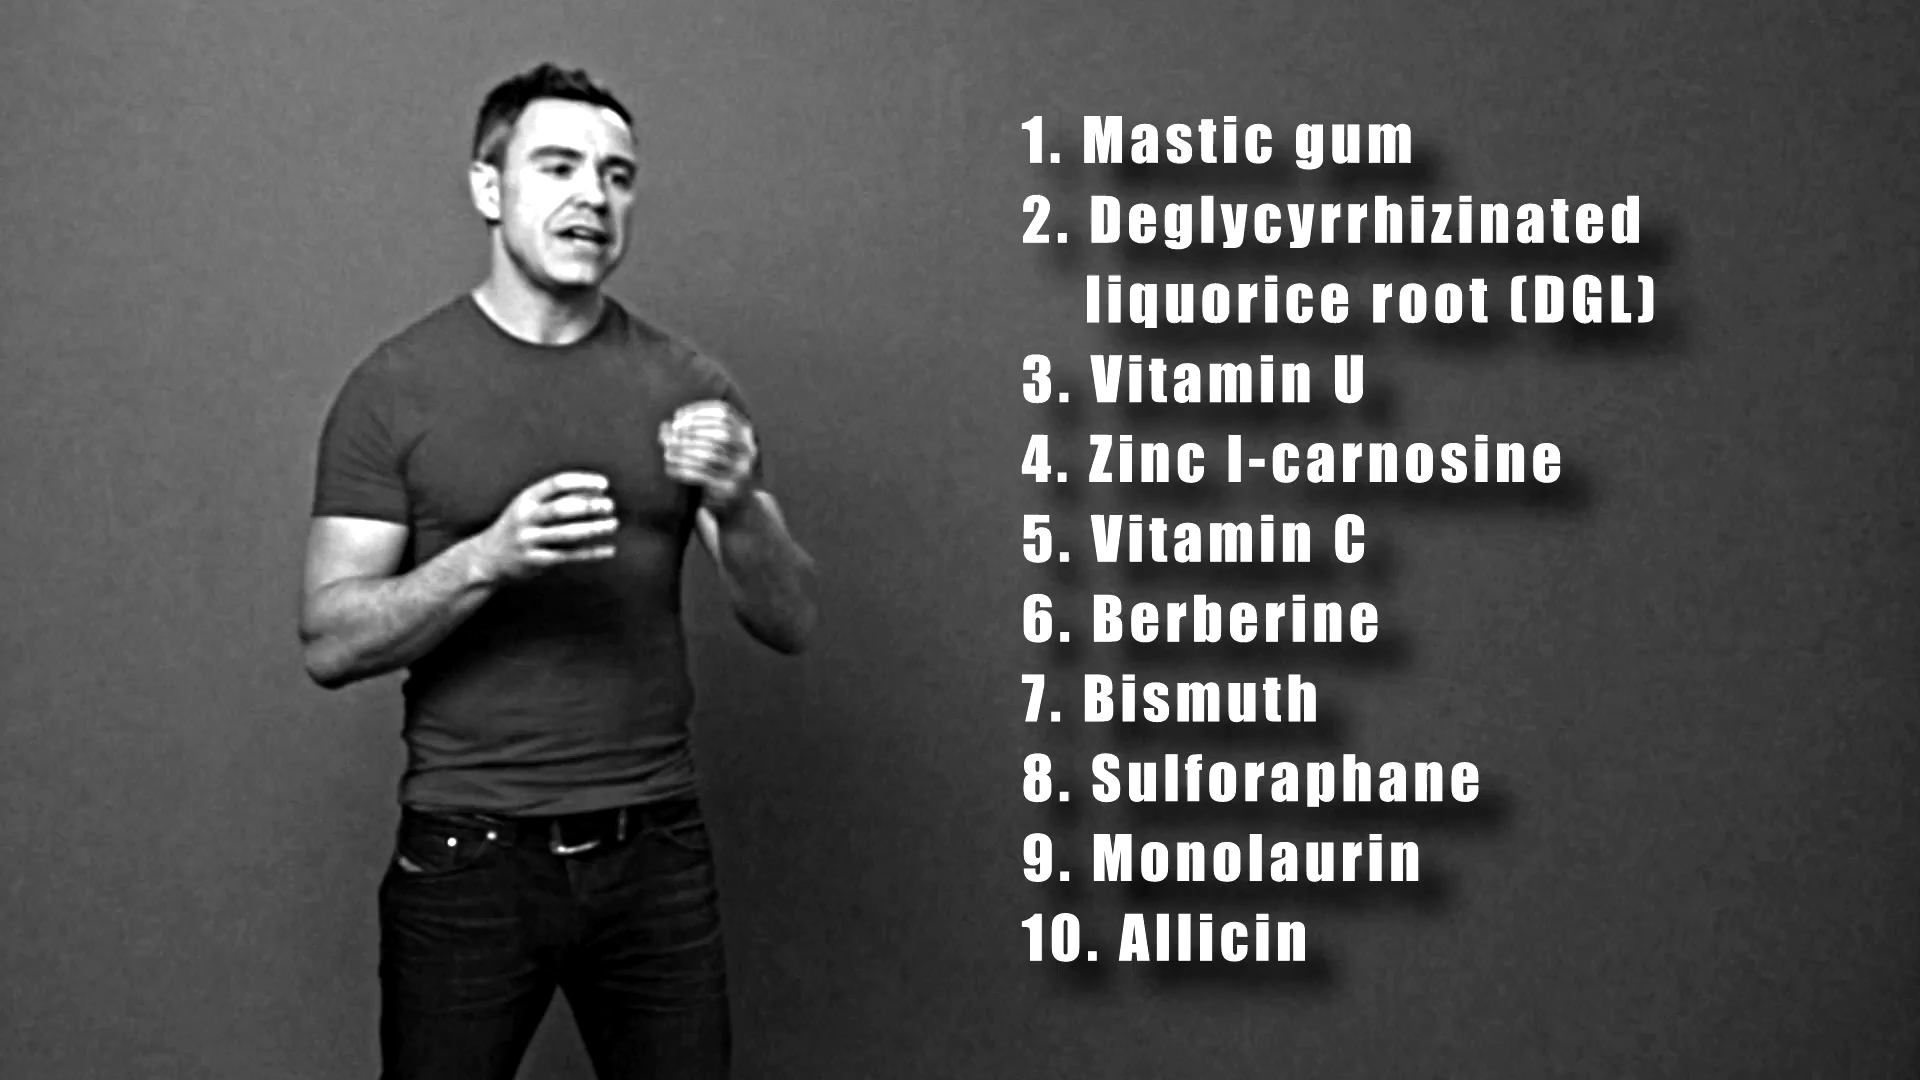 1. Mastic gum
2. Deglycyrrhizinated
liquorice root (DGL)
3. Vitamin U
4. Zinc l-carnosine
5. Vitamin C
6. Berberine
7. Bismuth
8. Sulforaphane
9. Monolaurin
10. Allicin